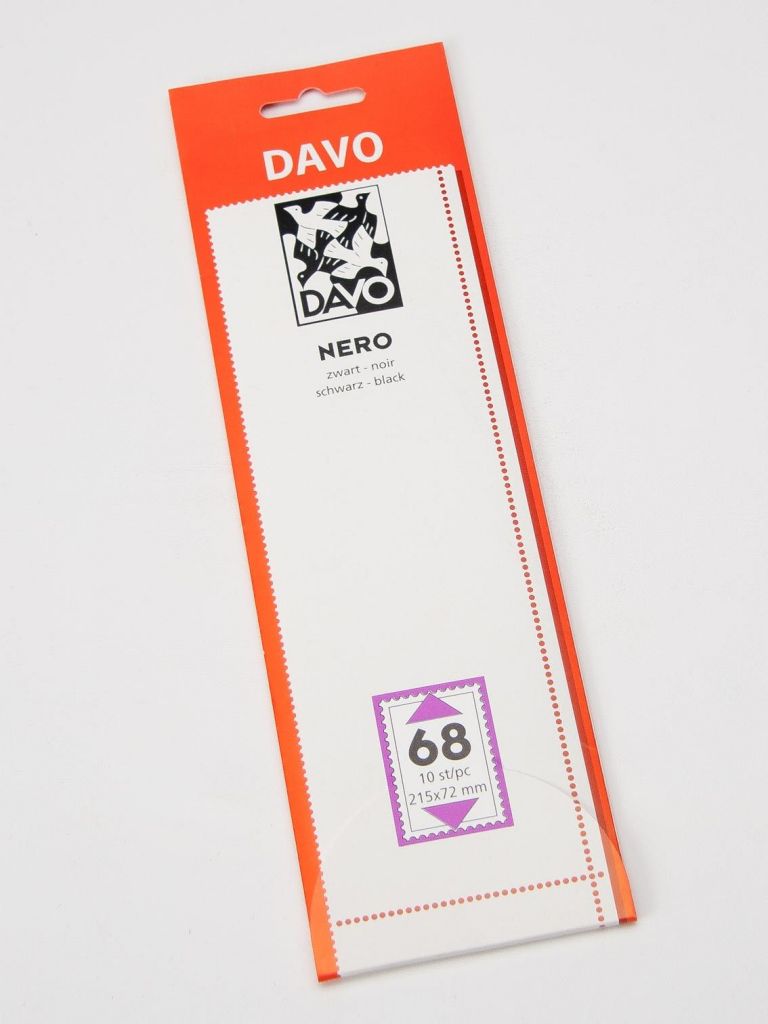 DAVO
DAVO
NERO
zwart - noir
schwarz - black
68
10 st/pc
215x72 mm